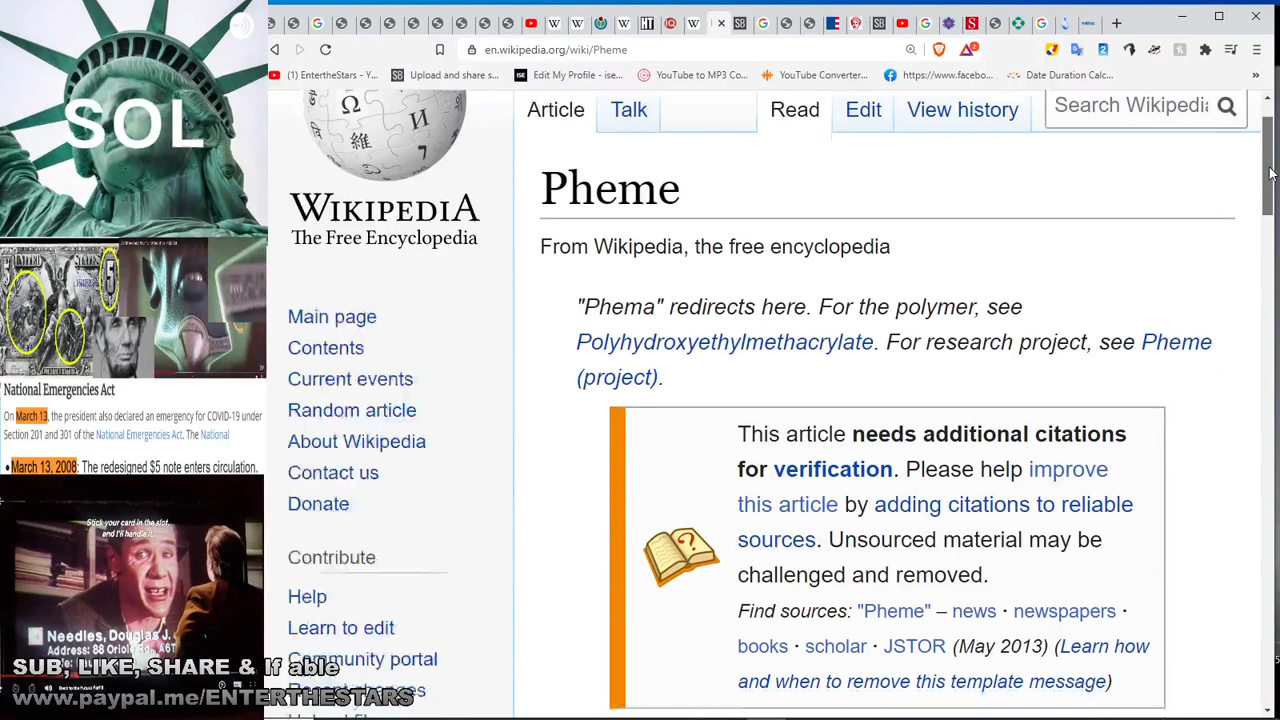 SOL
National Emergencies Act
On March 13, the president also declared an emergency for COVID-19 under
Section 201 and 301 of the National Emergencies Act, The National
• March 13, 2008: The redesigned $5 note enters circulation.
Stick your card in the slot,
and I'll handle it.
Needles, Douglas J.
Address: 88 Oriole Rd., A6T
SUB, LIKE, SHARE & If able
www.paypal.me/ENTERTHESTARS
en.wikipedia.org/wiki/Pheme
(1) EntertheStars - Y...
Upload and share s...
Edit My Profile - ise...
YouTube to MP3 Co...
YouTube Converter...
https://www.facebo...
Date Duration Calc...
»
WIKIPEDIA
The Free Encyclopedia
Main page
Contents
Current events
Random article
About Wikipedia
Contact us
Donate
Contribute
Help
Learn to edit
Community portal
Article Talk Read Edit View history Search Wikipedia
Pheme
From Wikipedia, the free encyclopedia
"Phema" redirects here. For the polymer, see
Polyhydroxyethylmethacrylate. For research project, see Pheme
(project).
This article needs additional citations
for verification. Please help improve
this article by adding citations to reliable
sources. Unsourced material may be
challenged and removed.
Find sources: "Pheme" – news · newspapers ·
books · scholar · JSTOR (May 2013) (Learn how
and when to remove this template message)